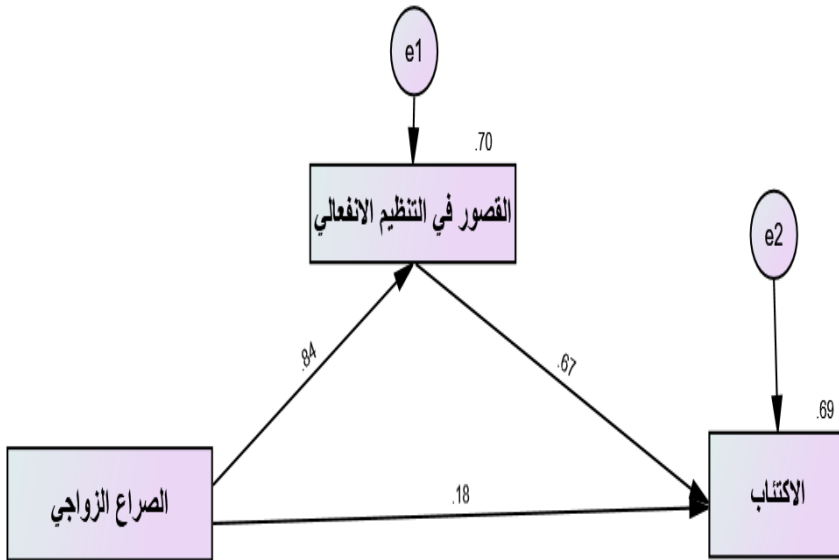 e1
.70
القصور في التنظيم الانفعالي
e2
.84
.67
.69
الصراع الزواجي
.18
الاكتئاب